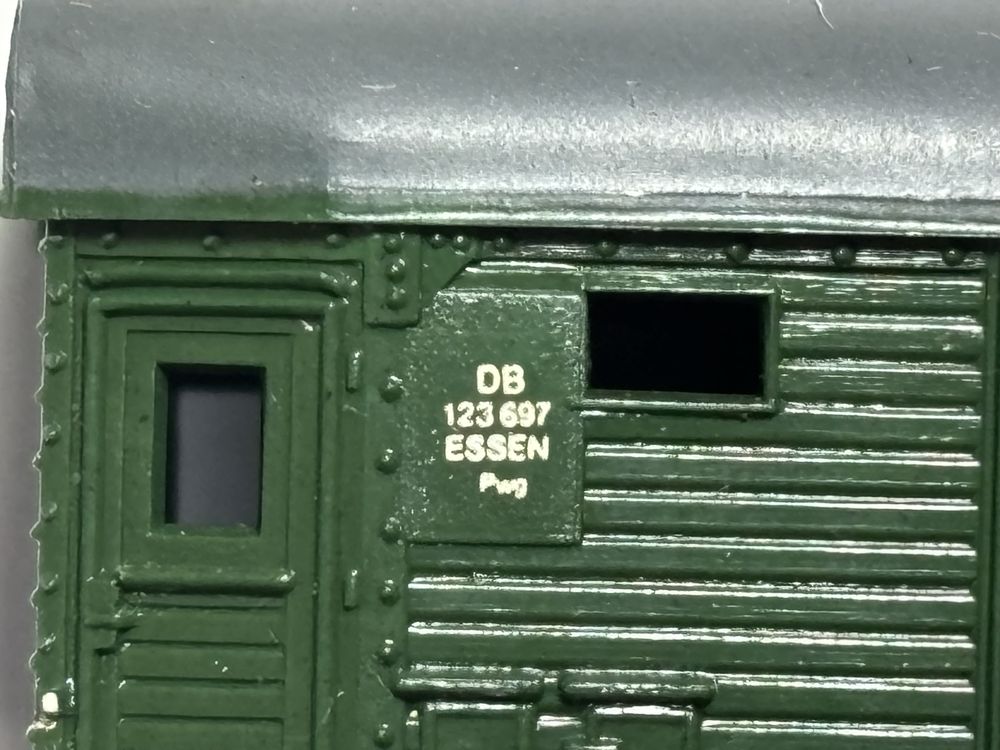 DB
123 697
ESSEN
Pwg